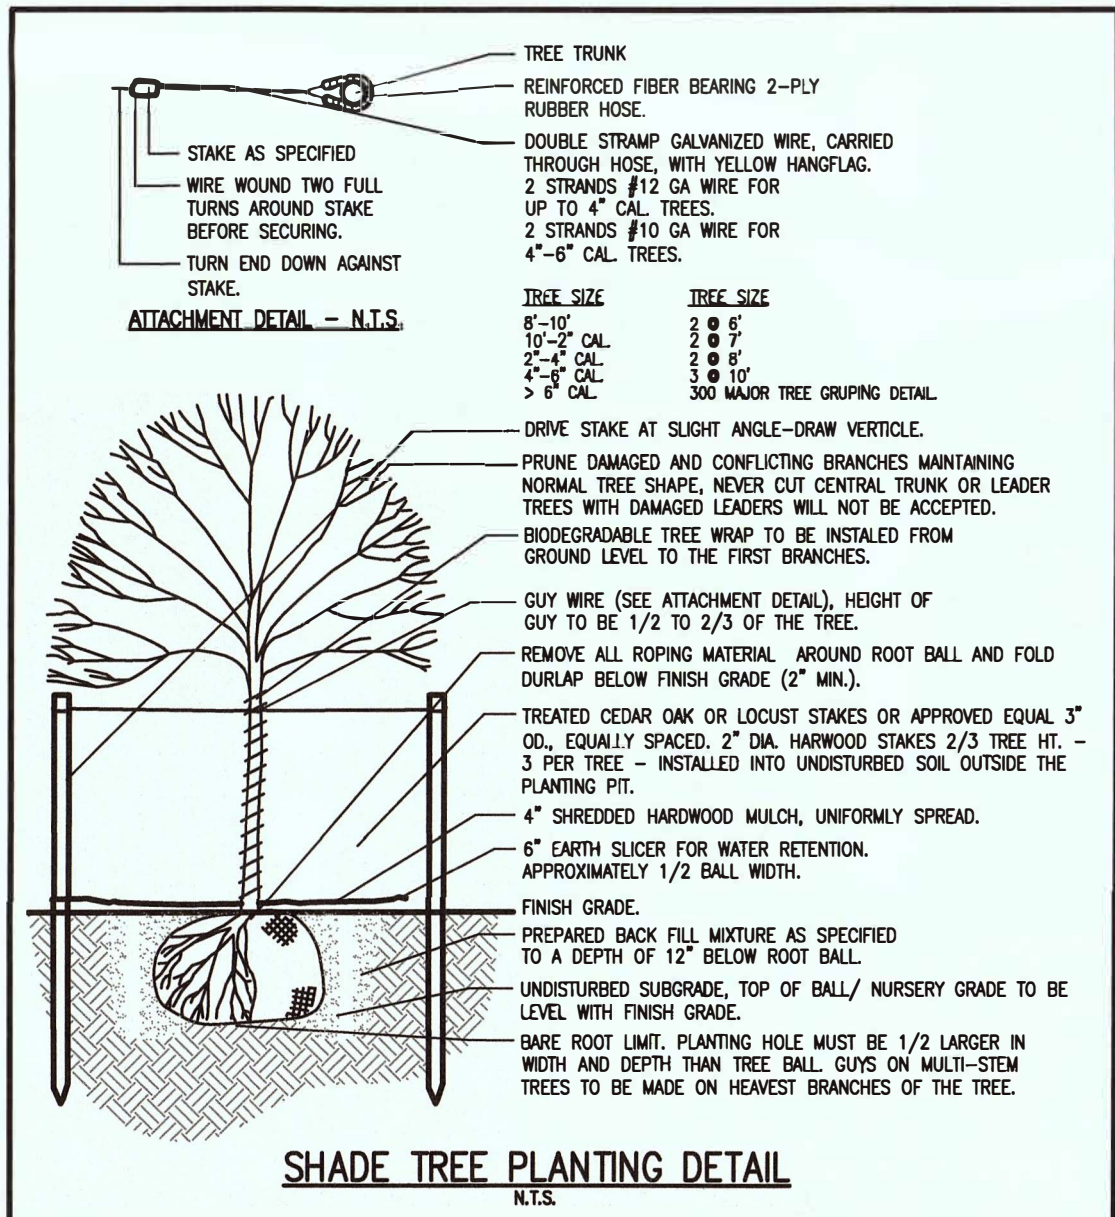 TREE TRUNK
REINFORCED FIBER BEARING 2-PLY
RUBBER HOSE.
DOUBLE STRAMP GALVANIZED WIRE, CARRIED
THROUGH HOSE, WITH YELLOW HANGFLAG.
2 STRANDS #12 GA WIRE FOR
UP TO 4" CAL. TREES.
2 STRANDS #10 GA WIRE FOR
4"-6" CAL. TREES.
STAKE AS SPECIFIED
WIRE WOUND TWO FULL
TURNS AROUND STAKE
BEFORE SECURING.
TURN END DOWN AGAINST
STAKE.
ATTACHMENT DETAIL - N.T.S.
TREE SIZE TREE SIZE
8'-10' 2 @ 6'
10'-2" CAL. 2 @ 7'
2"-4" CAL. 2 @ 8'
4"-6" CAL. 3 @ 10'
> 6" CAL. 300 MAJOR TREE GRUPING DETAIL
DRIVE STAKE AT SLIGHT ANGLE-DRAW VERTICLE.
PRUNE DAMAGED AND CONFLICTING BRANCHES MAINTAINING
NORMAL TREE SHAPE, NEVER CUT CENTRAL TRUNK OR LEADER
TREES WITH DAMAGED LEADERS WILL NOT BE ACCEPTED.
BIODEGRADABLE TREE WRAP TO BE INSTALED FROM
GROUND LEVEL TO THE FIRST BRANCHES.
GUY WIRE (SEE ATTACHMENT DETAIL), HEIGHT OF
GUY TO BE 1/2 TO 2/3 OF THE TREE.
REMOVE ALL ROPING MATERIAL AROUND ROOT BALL AND FOLD
DURLAP BELOW FINISH GRADE (2" MIN.).
TREATED CEDAR OAK OR LOCUST STAKES OR APPROVED EQUAL 3"
OD., EQUALLY SPACED. 2" DIA. HARWOOD STAKES 2/3 TREE HT. -
3 PER TREE - INSTALLED INTO UNDISTURBED SOIL OUTSIDE THE
PLANTING PIT.
4" SHREDDED HARDWOOD MULCH, UNIFORMLY SPREAD.
6" EARTH SLICER FOR WATER RETENTION.
APPROXIMATELY 1/2 BALL WIDTH.
FINISH GRADE.
PREPARED BACK FILL MIXTURE AS SPECIFIED
TO A DEPTH OF 12" BELOW ROOT BALL.
UNDISTURBED SUBGRADE, TOP OF BALL/ NURSERY GRADE TO BE
LEVEL WITH FINISH GRADE.
BARE ROOT LIMIT. PLANTING HOLE MUST BE 1/2 LARGER IN
WIDTH AND DEPTH THAN TREE BALL. GUYS ON MULTI-STEM
TREES TO BE MADE ON HEAVEST BRANCHES OF THE TREE.
SHADE TREE PLANTING DETAIL
N.T.S.